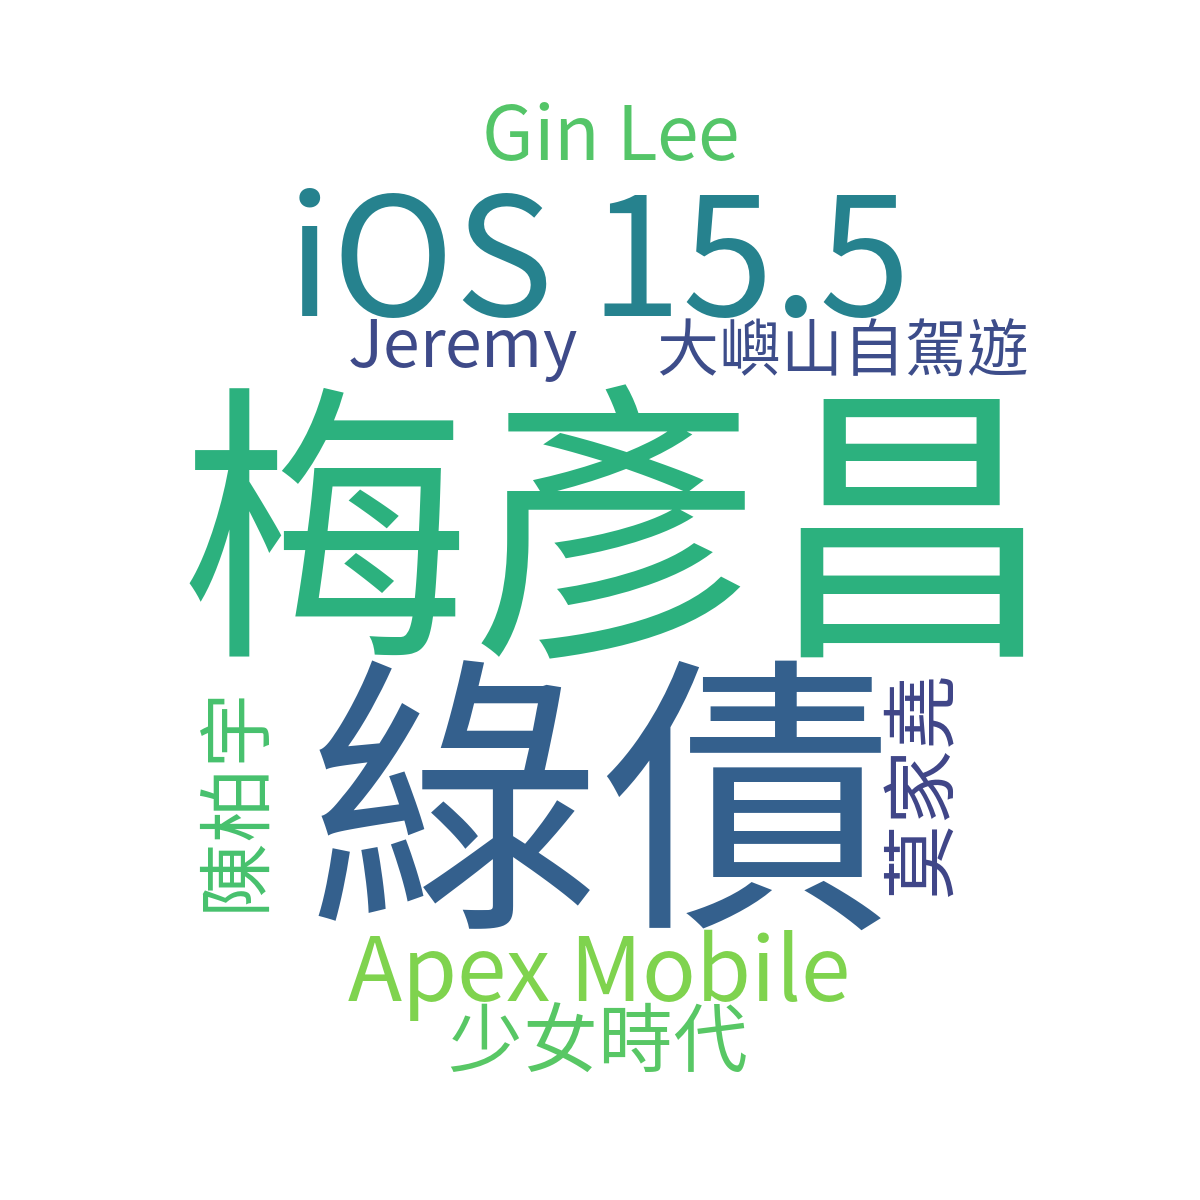 Gin Lee
iOS 15.5
Jeremy
大嶼山自駕遊
梅彥昌
綠債
陳柏宇
莫家堯
Apex Mobile
少女時代